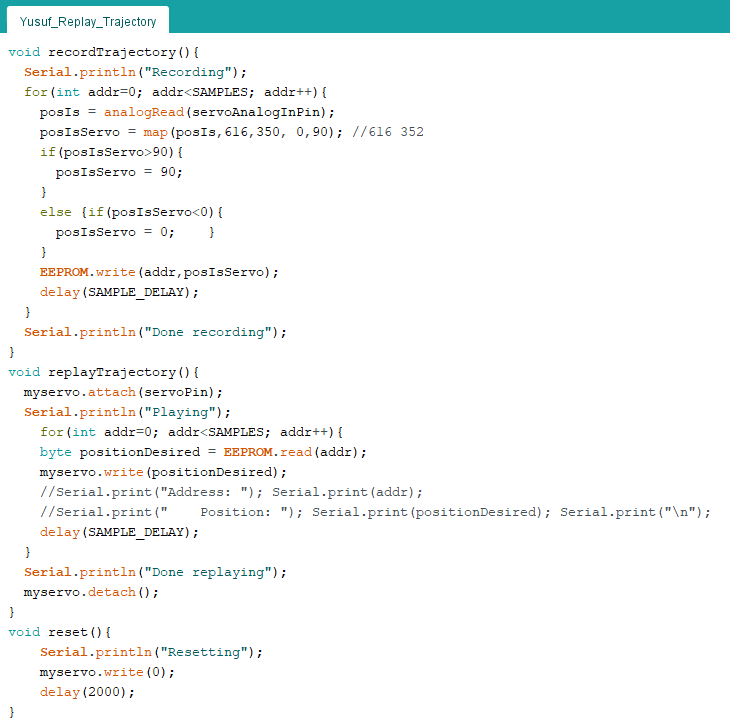 Yusuf_Replay_Trajectory
void recordTrajectory(){
  Serial.println("Recording");
  for(int addr=0; addr<SAMPLES; addr++){
    posIs = analogRead(servoAnalogInPin);
    posIsServo = map(posIs,616,350, 0,90); //616 352
    if(posIsServo>90){
      posIsServo = 90;
    }
    else {if(posIsServo<0){
      posIsServo = 0;    }
    }
    EEPROM.write(addr,posIsServo);
    delay(SAMPLE_DELAY);
  }
  Serial.println("Done recording");
}
void replayTrajectory(){
  myservo.attach(servoPin);
  Serial.println("Playing");
    for(int addr=0; addr<SAMPLES; addr++){
    byte positionDesired = EEPROM.read(addr);
    myservo.write(positionDesired);
    //Serial.print("Address: "); Serial.print(addr);
    //Serial.print("    Position: "); Serial.print(positionDesired); Serial.print("\n");
    delay(SAMPLE_DELAY);
  }
  Serial.println("Done replaying");
  myservo.detach();
}
void reset(){
    Serial.println("Resetting");
    myservo.write(0);
    delay(2000);
}